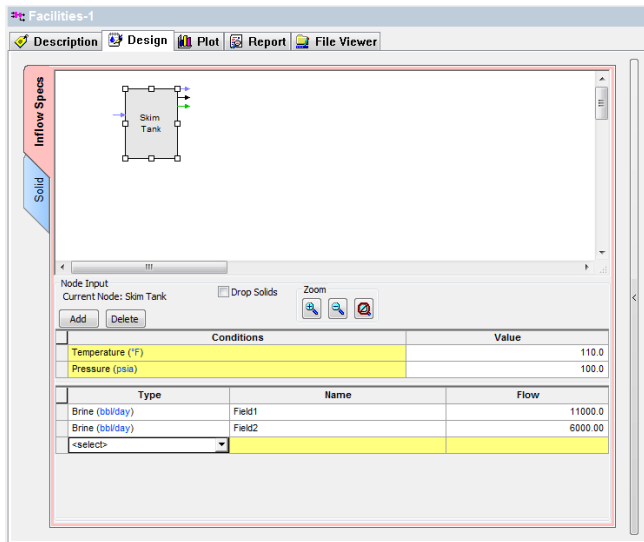 Facilities-1
Description Design Plot Report File Viewer
Inflow Specs
Solid
Skim
Tank
Node Input
Current Node: Skim Tank
Drop Solids
Zoom
Add Delete
Conditions Value
Temperature (°F) 110.0
Pressure (psia) 100.0
Type Name Flow
Brine (bbl/day) Field1 11000.0
Brine (bbl/day) Field2 6000.00
<select>